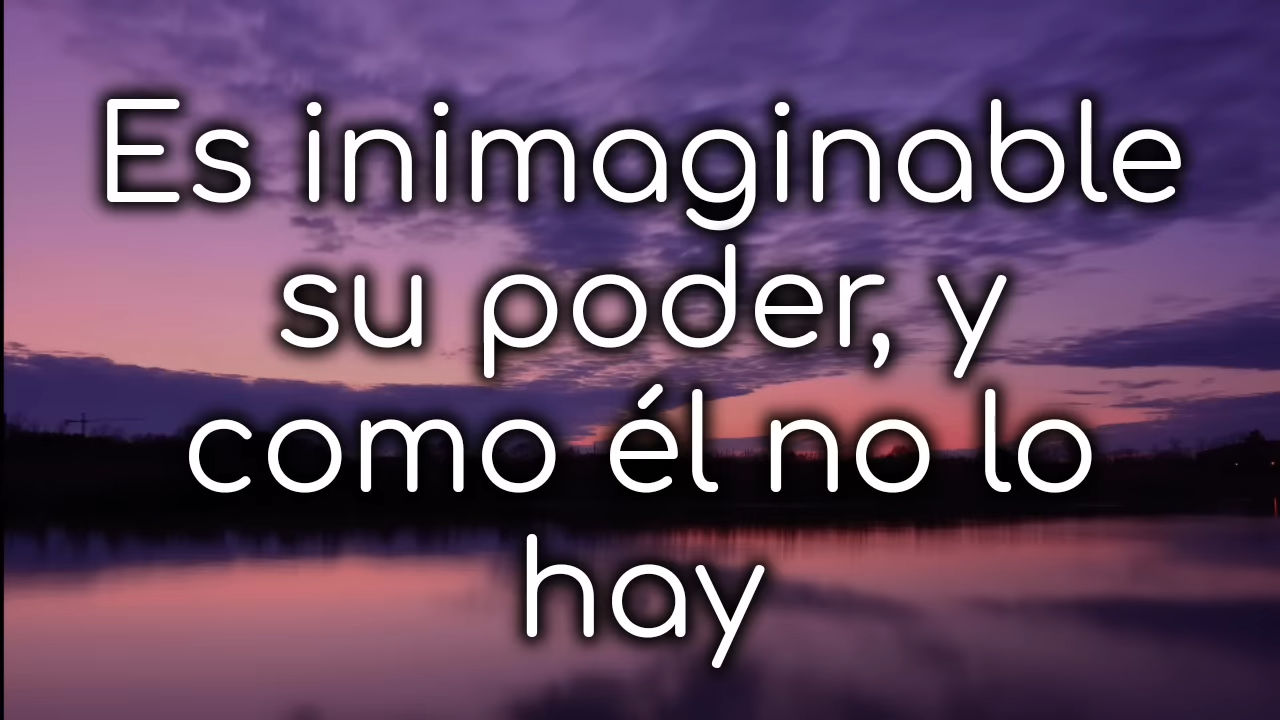 Es inimaginable
su poder, y
como él no lo
hay